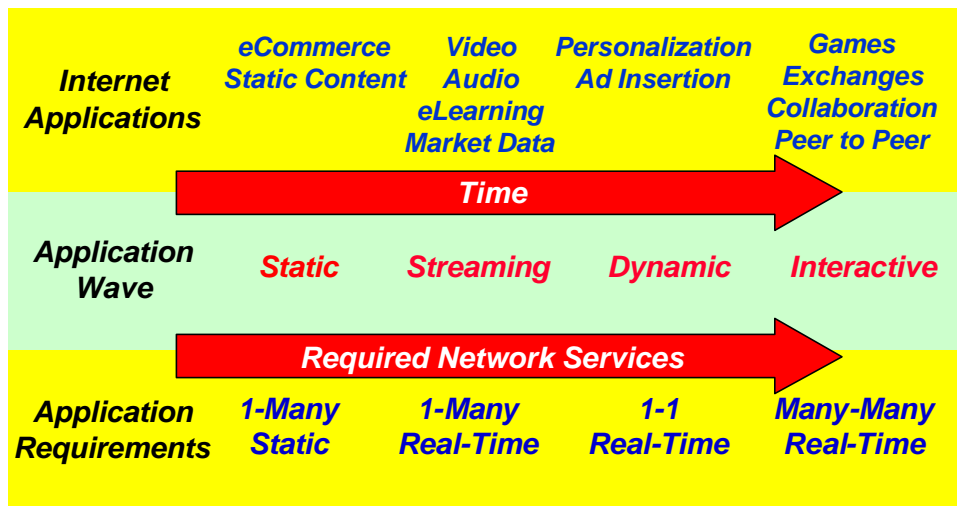 Internet
Applications
eCommerce
Static Content
Video
Audio
eLearning
Market Data
Personalization
Ad Insertion
Games
Exchanges
Collaboration
Peer to Peer
Time
Application
Wave
Static
Streaming
Dynamic
Interactive
Required Network Services
Application
Requirements
1-Many
Static
1-Many
Real-Time
1-1
Real-Time
Many-Many
Real-Time